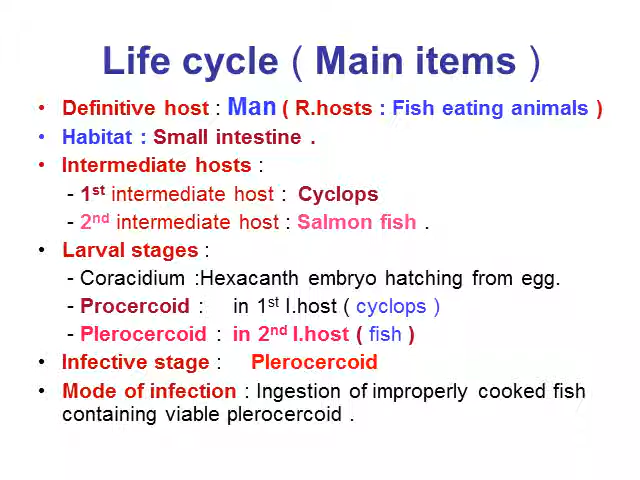 Life cycle ( Main items )
• Definitive host : Man ( R.hosts : Fish eating animals )
• Habitat : Small intestine .
• Intermediate hosts :
- 1st intermediate host : Cyclops
- 2nd intermediate host : Salmon fish .
• Larval stages :
- Coracidium :Hexacanth embryo hatching from egg.
- Procercoid : in 1st I.host ( cyclops )
- Plerocercoid : in 2nd I.host ( fish )
• Infective stage : Plerocercoid
• Mode of infection : Ingestion of improperly cooked fish
containing viable plerocercoid .